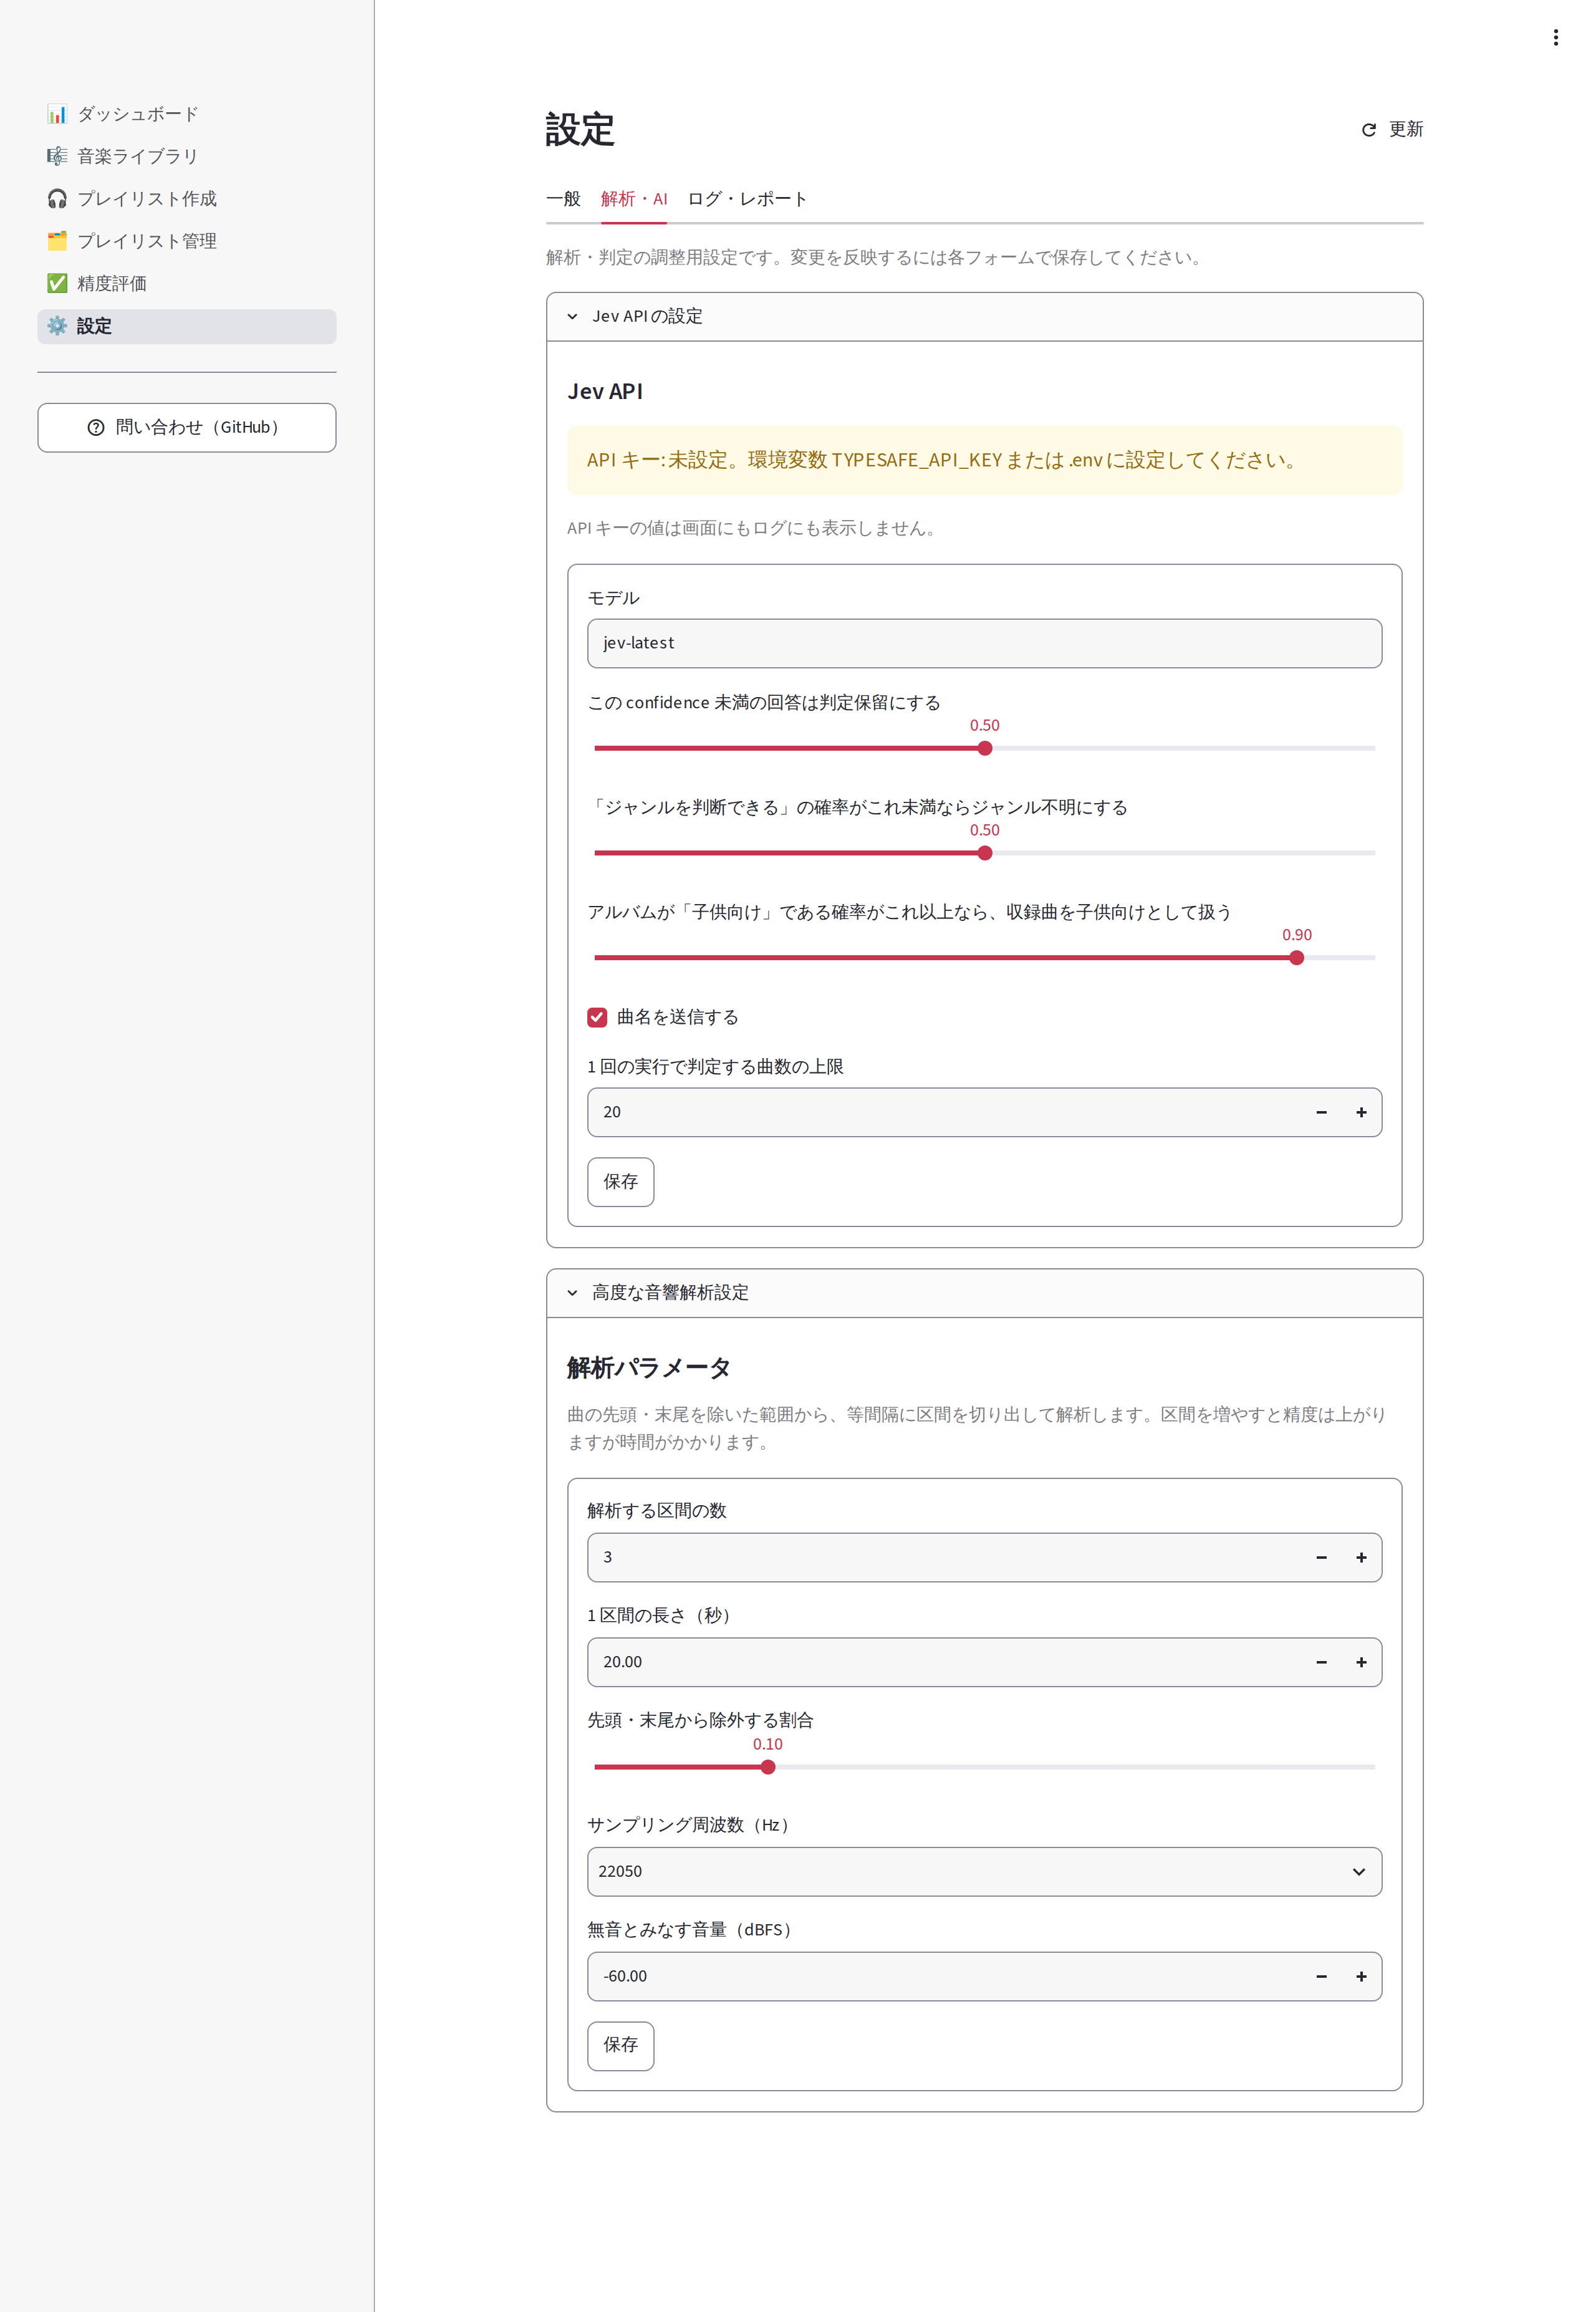 ダッシュボード
音楽ライブラリ
プレイリスト作成
プレイリスト管理
精度評価
設定
問い合わせ（GitHub）
設定
更新
一般 解析・AI ログ・レポート
解析・判定の調整用設定です。変更を反映するには各フォームで保存してください。
Jev API の設定
Jev API
API キー: 未設定。環境変数 TYPESAFE_API_KEY または .env に設定してください。
API キーの値は画面にもログにも表示しません。
モデル
jev-latest
この confidence 未満の回答は判定保留にする
0.50
「ジャンルを判断できる」の確率がこれ未満ならジャンル不明にする
0.50
アルバムが「子供向け」である確率がこれ以上なら、収録曲を子供向けとして扱う
0.90
曲名を送信する
1 回の実行で判定する曲数の上限
20
保存
高度な音響解析設定
解析パラメータ
曲の先頭・末尾を除いた範囲から、等間隔に区間を切り出して解析します。区間を増やすと精度は上がり
ますが時間がかかります。
解析する区間の数
3
1 区間の長さ（秒）
20.00
先頭・末尾から除外する割合
0.10
サンプリング周波数（Hz）
22050
無音とみなす音量（dBFS）
-60.00
保存